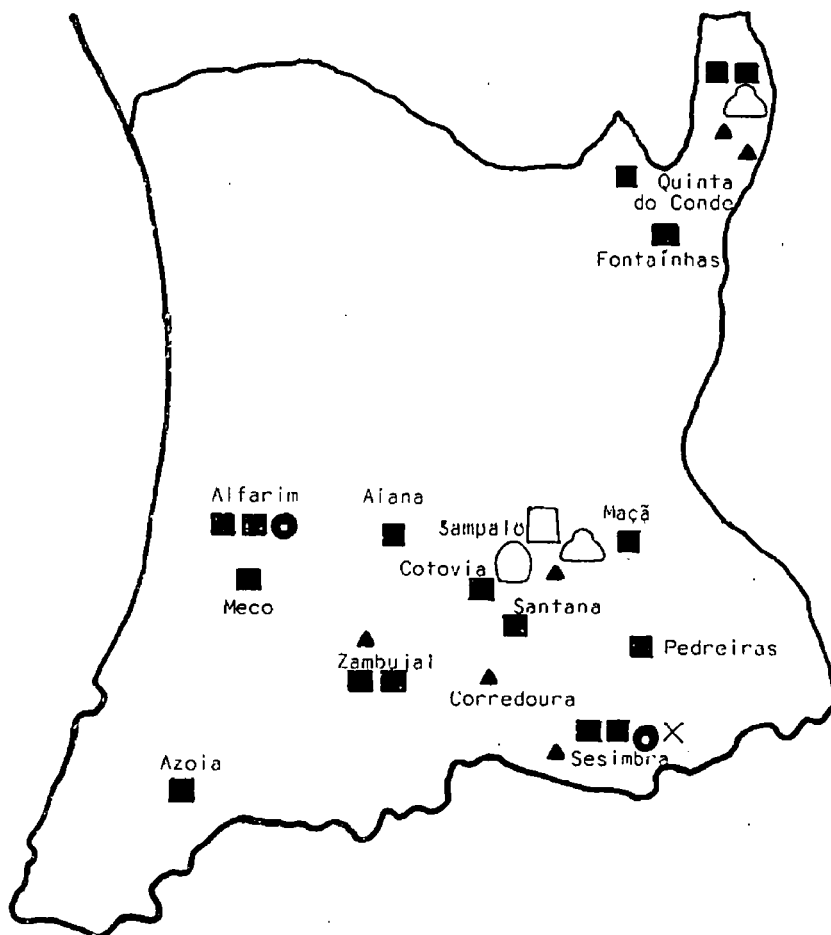 Quinta
do Conde
Fontaínhas
Alfarim
Aiana
Sampaio
Maçã
Cotovia
Meco
Santana
Zambujal
Pedreiras
Corredoura
Sesimbra
Azoia